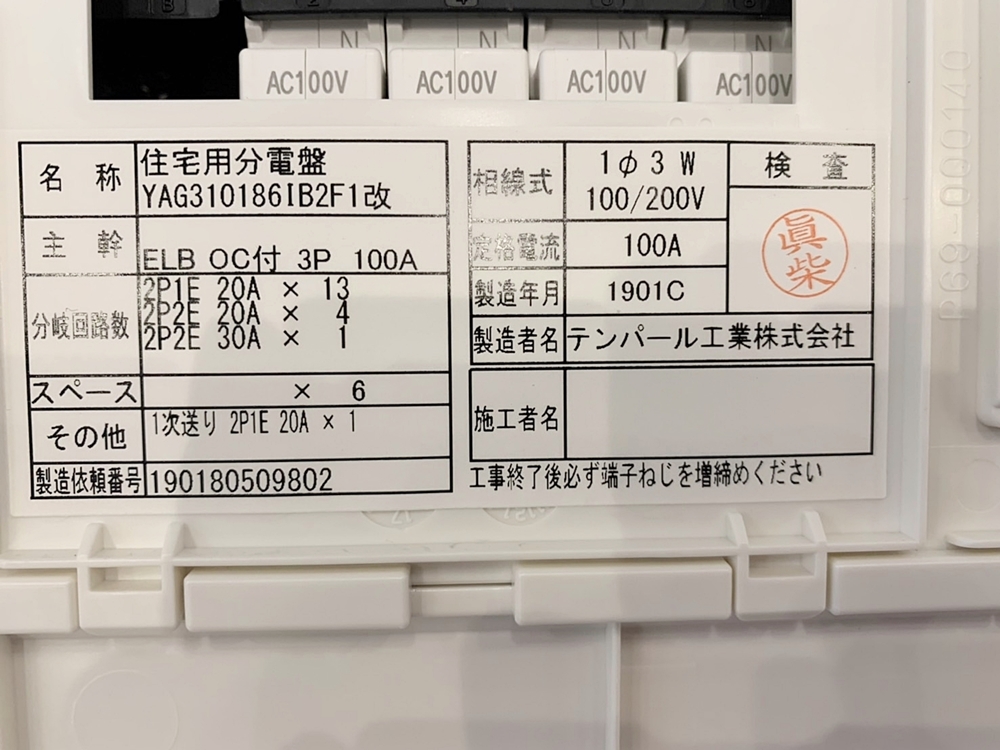 N N N N
AC100V AC100V AC100V AC100V
名称 住宅用分電盤
YAG310186IB2F1改
主幹 ELB OC付 3P 100A
分岐回路数 2P1E 20A × 13
2P2E 20A × 4
2P2E 30A × 1
スペース × 6
その他 1次送り 2P1E 20A × 1
製造依頼番号 190180509802
相線式 1φ3W
100/200V
定格電流 100A
製造年月 1901C
検査
眞柴
製造者名 テンパール工業株式会社
施工者名
工事終了後必ず端子ねじを増締めください